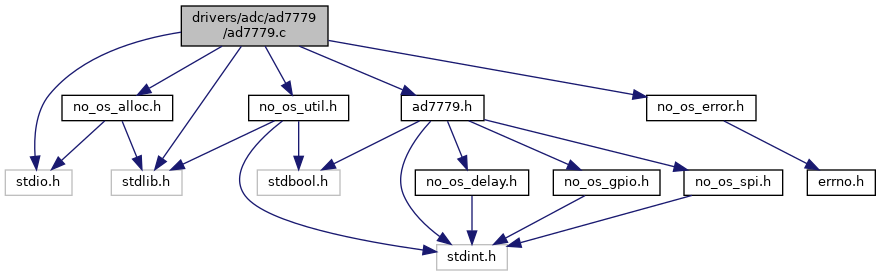 drivers/adc/ad7779
/ad7779.c
no_os_alloc.h
no_os_util.h
ad7779.h
no_os_error.h
stdio.h
stdlib.h
stdbool.h
no_os_delay.h
no_os_gpio.h
no_os_spi.h
errno.h
stdint.h